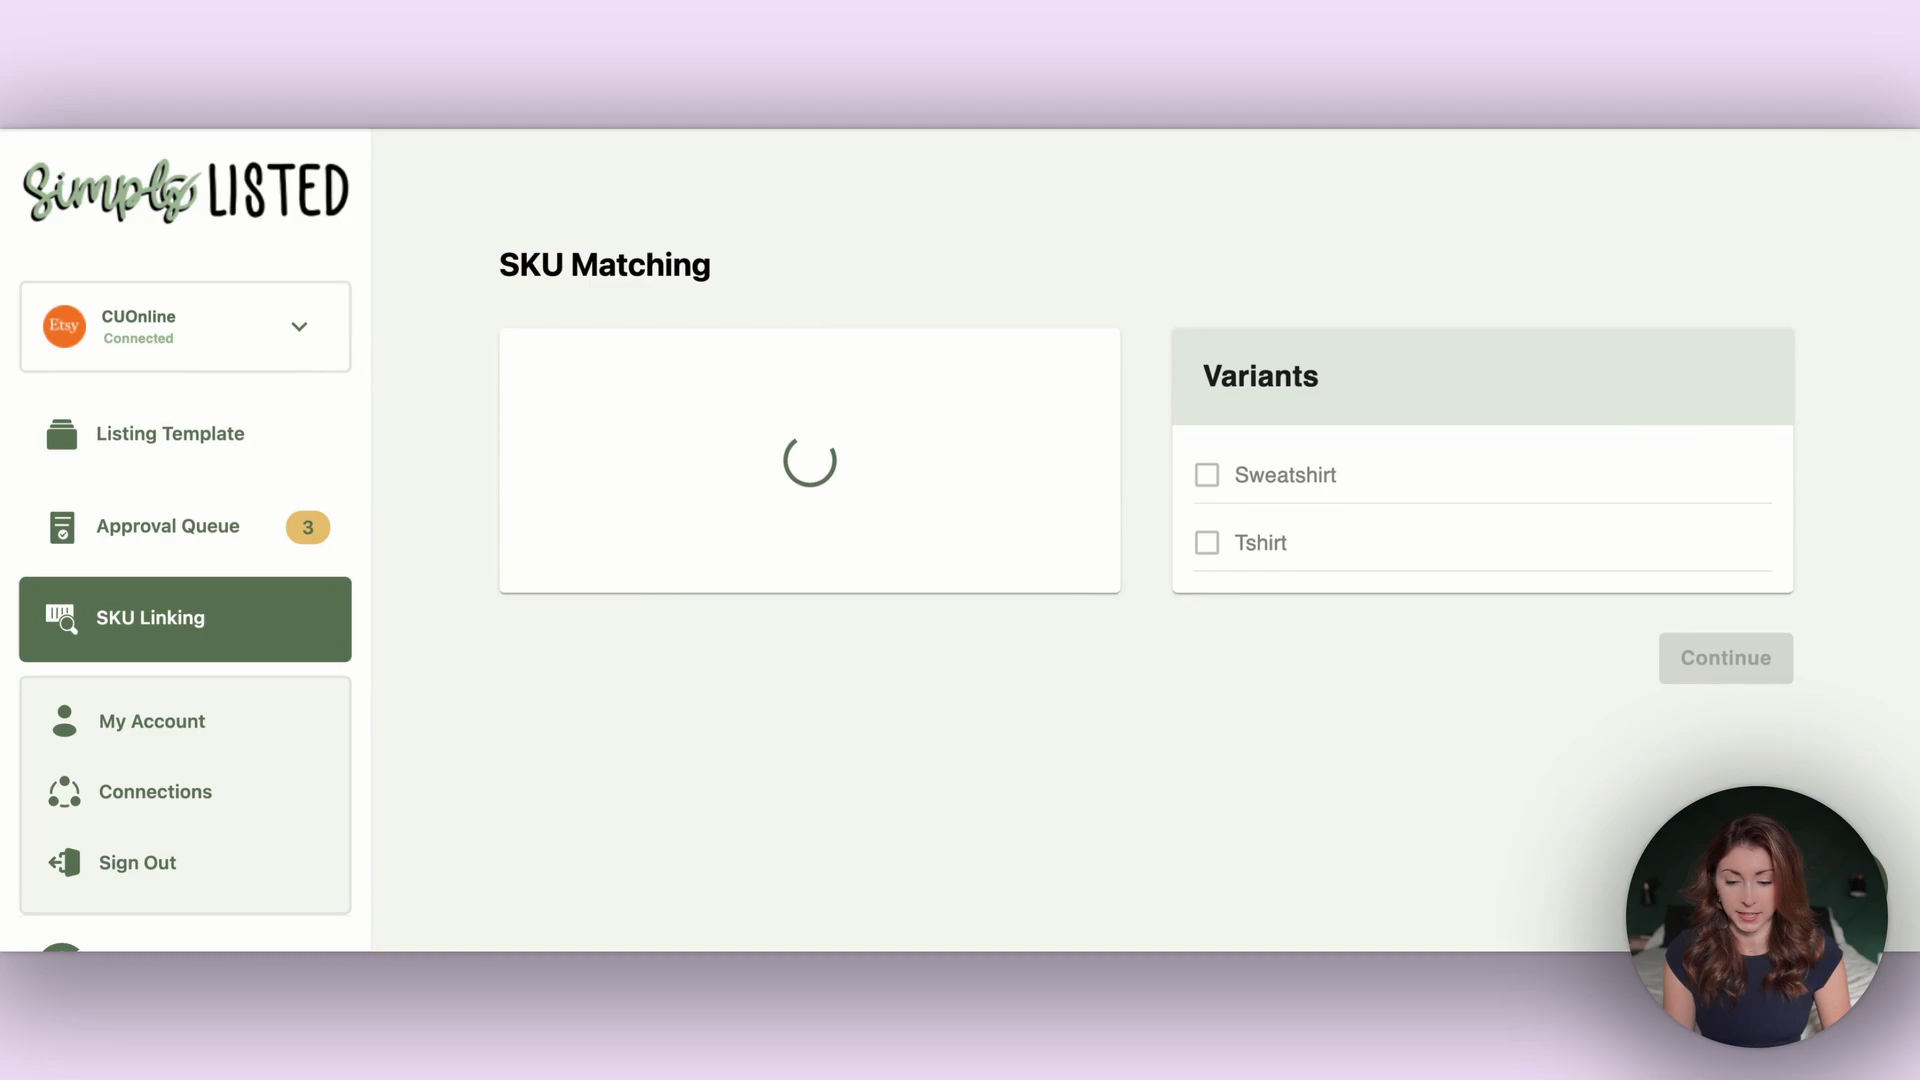 Simply LISTED
Etsy
CUOnline
Connected
Listing Template
Approval Queue
3
SKU Linking
My Account
Connections
Sign Out
SKU Matching
Variants
Sweatshirt
Tshirt
Continue